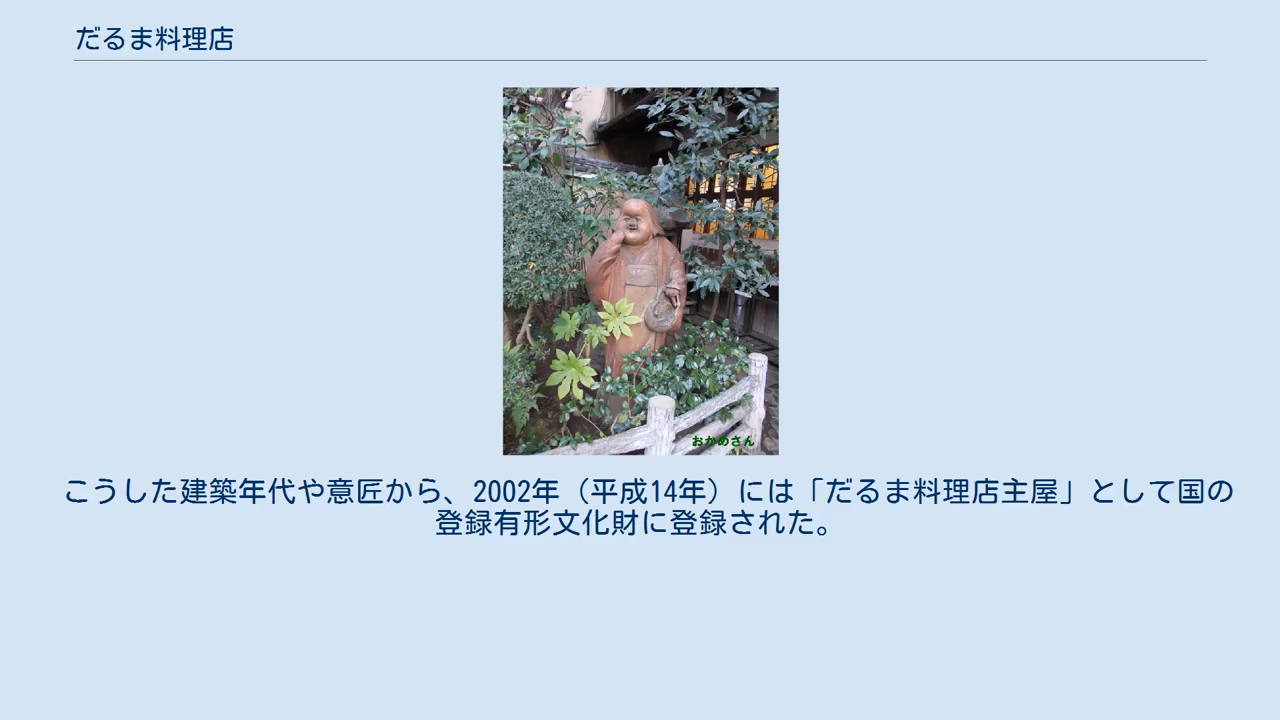 だるま料理店
おかめさん
こうした建築年代や意匠から、2002年（平成14年）には「だるま料理店主屋」として国の
登録有形文化財に登録された。